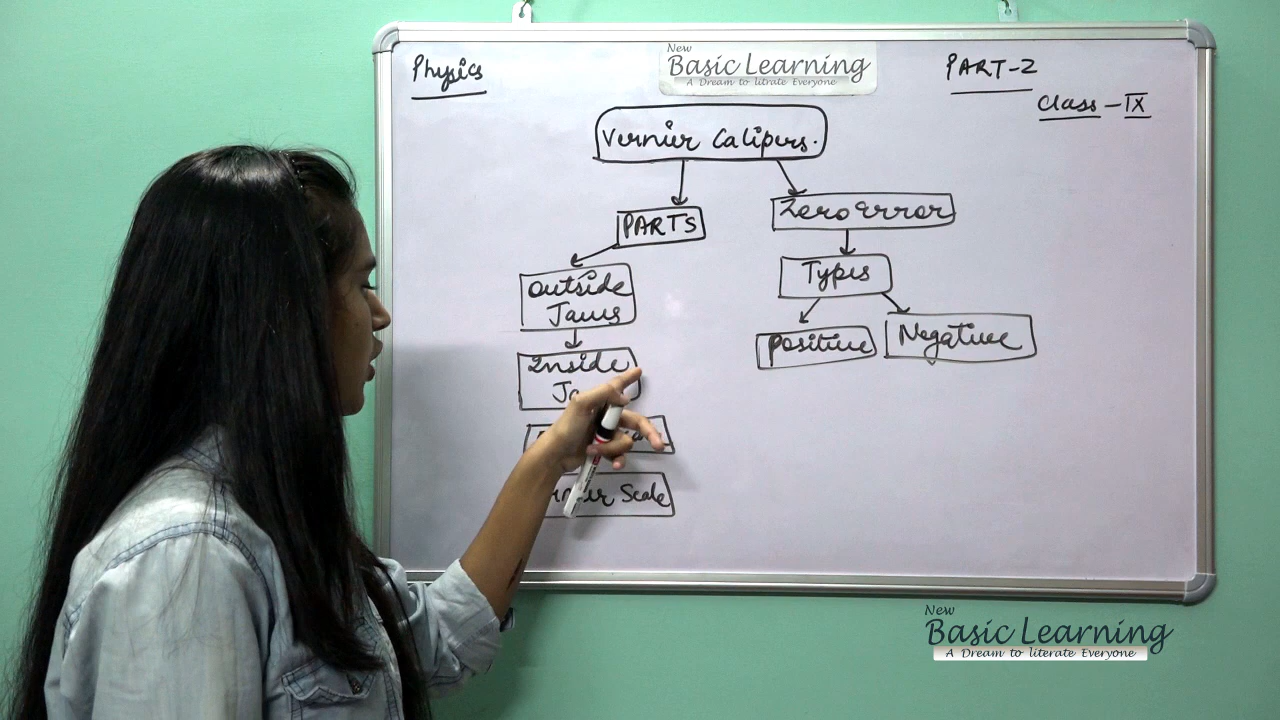 Physics
New
Basic Learning
A Dream to litrate Everyone
PART-2
Class - IX
Vernier Calipers.
PARTS
Zero Error
Outside
Jaws
Types
Inside
Positive
Negative
Scale
New
Basic Learning
A Dream to literate Everyone